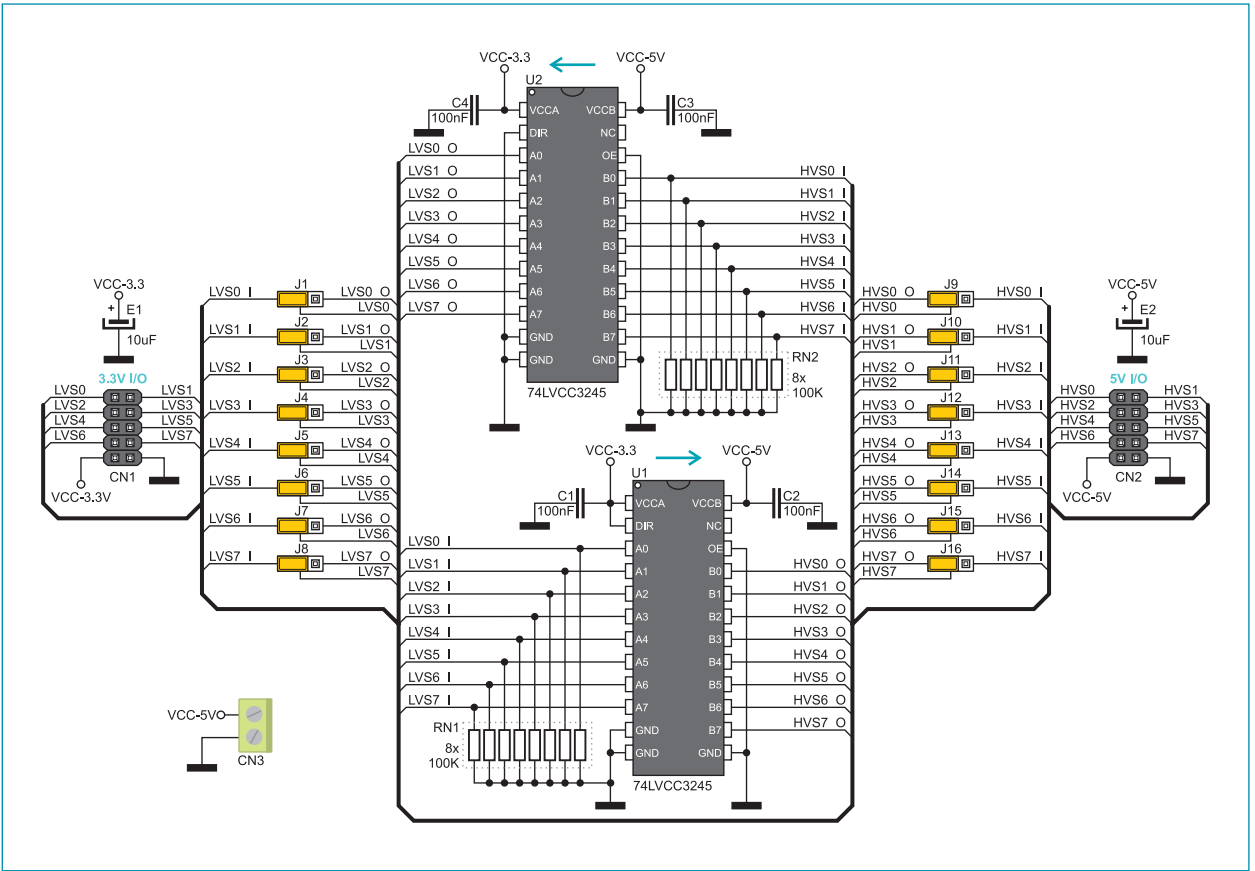 VCC-3.3 VCC-5V
U2
C4 100nF
C3 100nF
VCCA VCCB
DIR NC
A0 OE
A1 B0
A2 B1
A3 B2
A4 B3
A5 B4
A6 B5
A7 B6
GND B7
GND GND
74LVCC3245
LVS0 O
LVS1 O
LVS2 O
LVS3 O
LVS4 O
LVS5 O
LVS6 O
LVS7 O
HVS0 I
HVS1 I
HVS2 I
HVS3 I
HVS4 I
HVS5 I
HVS6 I
HVS7 I
RN2
8x
100K
VCC-3.3
+ E1
10uF
3.3V I/O
LVS0 LVS1
LVS2 LVS3
LVS4 LVS5
LVS6 LVS7
CN1
VCC-3.3V
J1
LVS0 I LVS0 O
LVS0
J2
LVS1 I LVS1 O
LVS1
J3
LVS2 I LVS2 O
LVS2
J4
LVS3 I LVS3 O
LVS3
J5
LVS4 I LVS4 O
LVS4
J6
LVS5 I LVS5 O
LVS5
J7
LVS6 I LVS6 O
LVS6
J8
LVS7 I LVS7 O
LVS7
J9
HVS0 O HVS0 I
HVS0
J10
HVS1 O HVS1 I
HVS1
J11
HVS2 O HVS2 I
HVS2
J12
HVS3 O HVS3 I
HVS3
J13
HVS4 O HVS4 I
HVS4
J14
HVS5 O HVS5 I
HVS5
J15
HVS6 O HVS6 I
HVS6
J16
HVS7 O HVS7 I
HVS7
VCC-5V
+ E2
10uF
5V I/O
HVS0 HVS1
HVS2 HVS3
HVS4 HVS5
HVS6 HVS7
CN2
VCC-5V
VCC-3.3 VCC-5V
U1
C1 100nF
C2 100nF
VCCA VCCB
DIR NC
A0 OE
A1 B0
A2 B1
A3 B2
A4 B3
A5 B4
A6 B5
A7 B6
GND B7
GND GND
74LVCC3245
LVS0 I
LVS1 I
LVS2 I
LVS3 I
LVS4 I
LVS5 I
LVS6 I
LVS7 I
HVS0 O
HVS1 O
HVS2 O
HVS3 O
HVS4 O
HVS5 O
HVS6 O
HVS7 O
RN1
8x
100K
VCC-5V
CN3